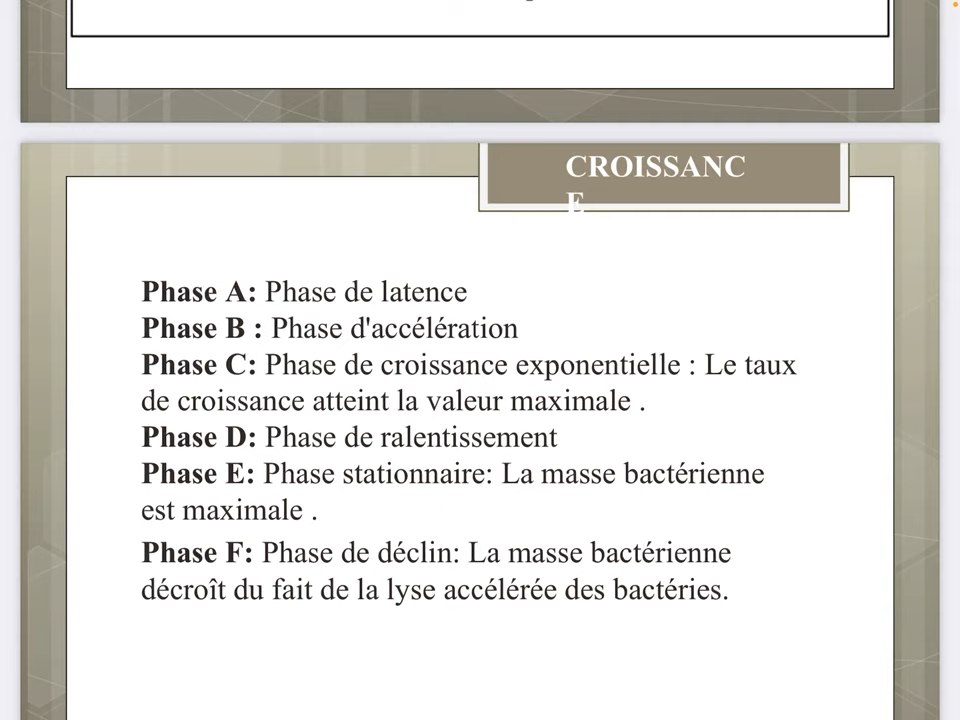 CROISSANC
E
Phase A: Phase de latence
Phase B : Phase d'accélération
Phase C: Phase de croissance exponentielle : Le taux
de croissance atteint la valeur maximale .
Phase D: Phase de ralentissement
Phase E: Phase stationnaire: La masse bactérienne
est maximale .
Phase F: Phase de déclin: La masse bactérienne
décroît du fait de la lyse accélérée des bactéries.